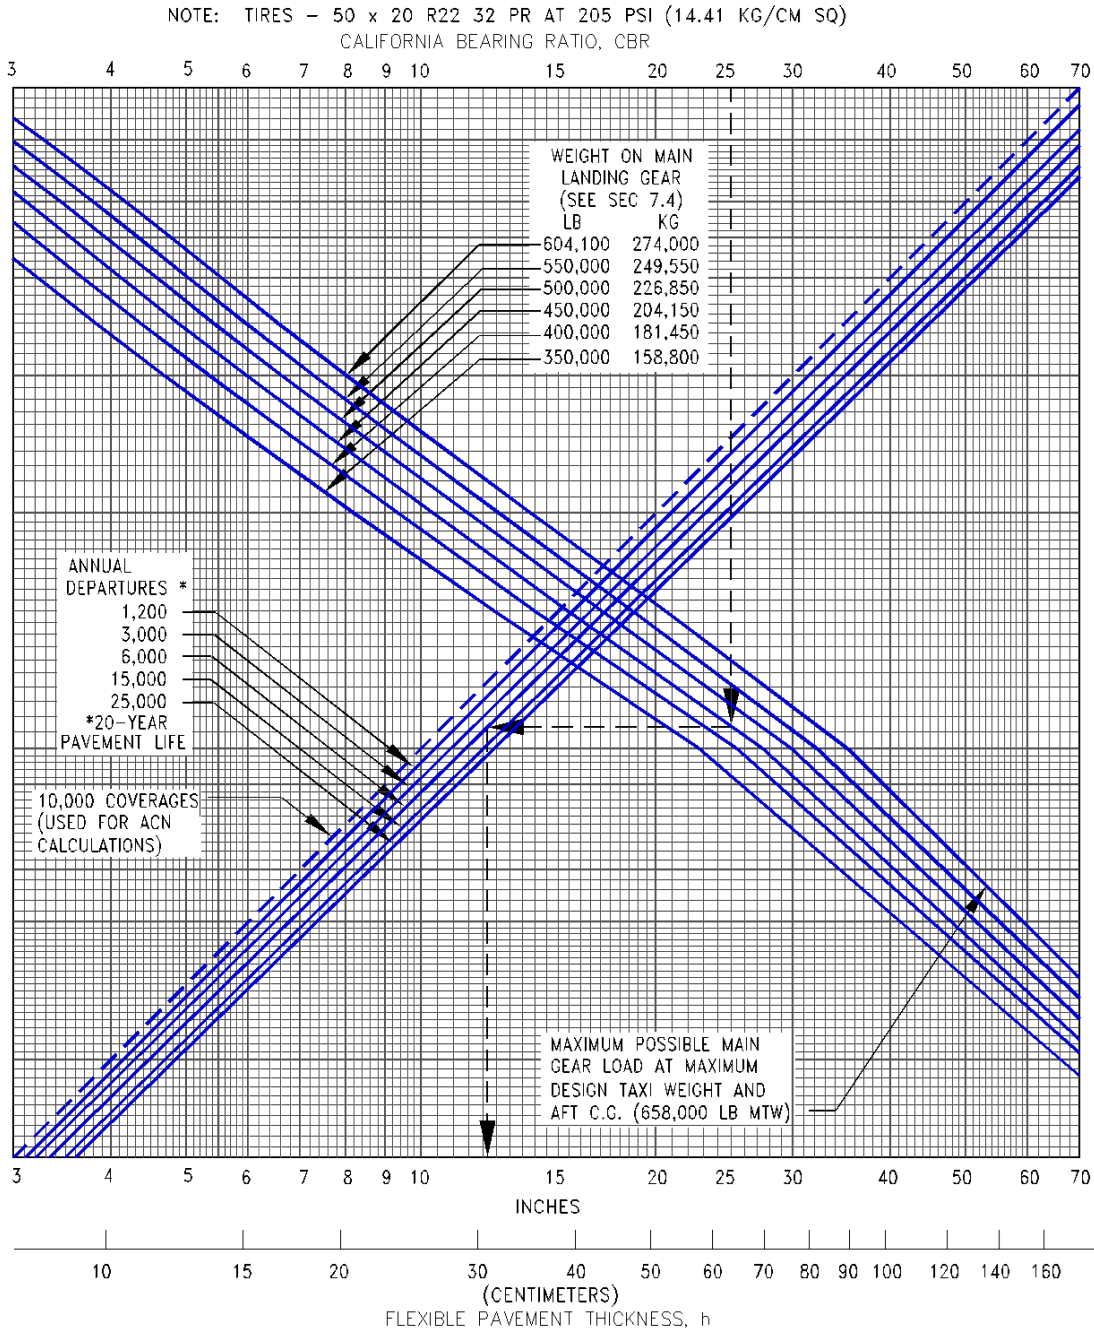 NOTE: TIRES - 50 x 20 R22 32 PR AT 205 PSI (14.41 KG/CM SQ)
CALIFORNIA BEARING RATIO, CBR
3 4 5 6 7 8 9 10 15 20 25 30 40 50 60 70
WEIGHT ON MAIN
LANDING GEAR
(SEE SEC 7.4)
LB KG
604,100 274,000
550,000 249,550
500,000 226,850
450,000 204,150
400,000 181,450
350,000 158,800
ANNUAL
DEPARTURES *
1,200
3,000
6,000
15,000
25,000
*20-YEAR
PAVEMENT LIFE
10,000 COVERAGES
(USED FOR ACN
CALCULATIONS)
MAXIMUM POSSIBLE MAIN
GEAR LOAD AT MAXIMUM
DESIGN TAXI WEIGHT AND
AFT C.G. (658,000 LB MTW)
3 4 5 6 7 8 9 10 15 20 30 40 50 60 70
INCHES
10 15 20 30 40 50 60 70 80 90 100 120 140 160
(CENTIMETERS)
FLEXIBLE PAVEMENT THICKNESS, h